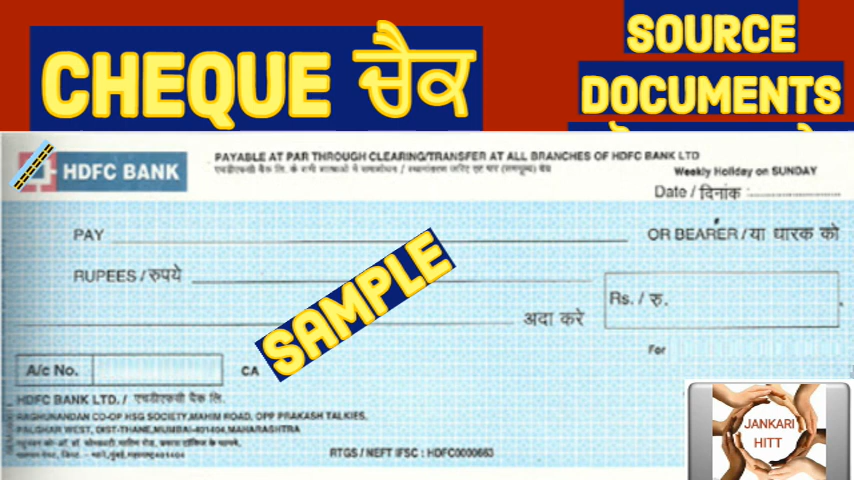 CHEQUE ਚੈਕ
SOURCE
DOCUMENTS
HDFC BANK
PAYABLE AT PAR THROUGH CLEARING/TRANSFER AT ALL BRANCHES OF HDFC BANK LTD
Weekly Holiday on SUNDAY
Date / दिनांक :
PAY
OR BEARER / या धारक को
RUPEES / रुपये
SAMPLE
Rs. / रु.
अदा करे
For
A/c No.
CA
HDFC BANK LTD. / एचडीएफसी बैंक लि.
RAGHUNANDAN CO-OP HSG SOCIETY,MAHIM ROAD, OPP PRAKASH TALKIES,
PALGHAR WEST, DIST-THANE,MUMBAI-401404,MAHARASHTRA
RTGS / NEFT IFSC : HDFC0000663
JANKARI
HITT